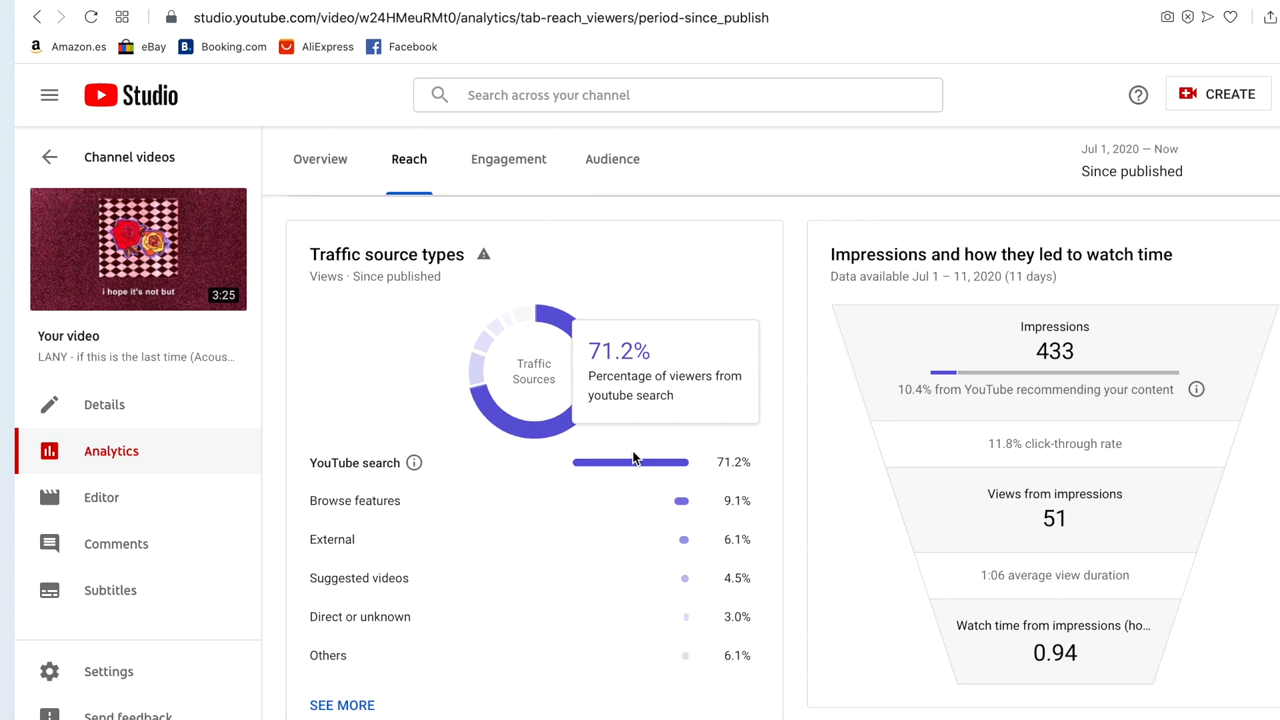 studio.youtube.com/video/w24HMeuRMt0/analytics/tab-reach_viewers/period-since_publish
Amazon.es eBay Booking.com AliExpress Facebook
Studio
Search across your channel
CREATE
Channel videos
i hope it's not but
3:25
Your video
LANY - if this is the last time (Acous...
Details
Analytics
Editor
Comments
Subtitles
Settings
Send feedback
Overview Reach Engagement Audience
Jul 1, 2020 — Now
Since published
Traffic source types
Views · Since published
Traffic
Sources
71.2%
Percentage of viewers from
youtube search
YouTube search 71.2%
Browse features 9.1%
External 6.1%
Suggested videos 4.5%
Direct or unknown 3.0%
Others 6.1%
SEE MORE
Impressions and how they led to watch time
Data available Jul 1 – 11, 2020 (11 days)
Impressions
433
10.4% from YouTube recommending your content
11.8% click-through rate
Views from impressions
51
1:06 average view duration
Watch time from impressions (ho...
0.94